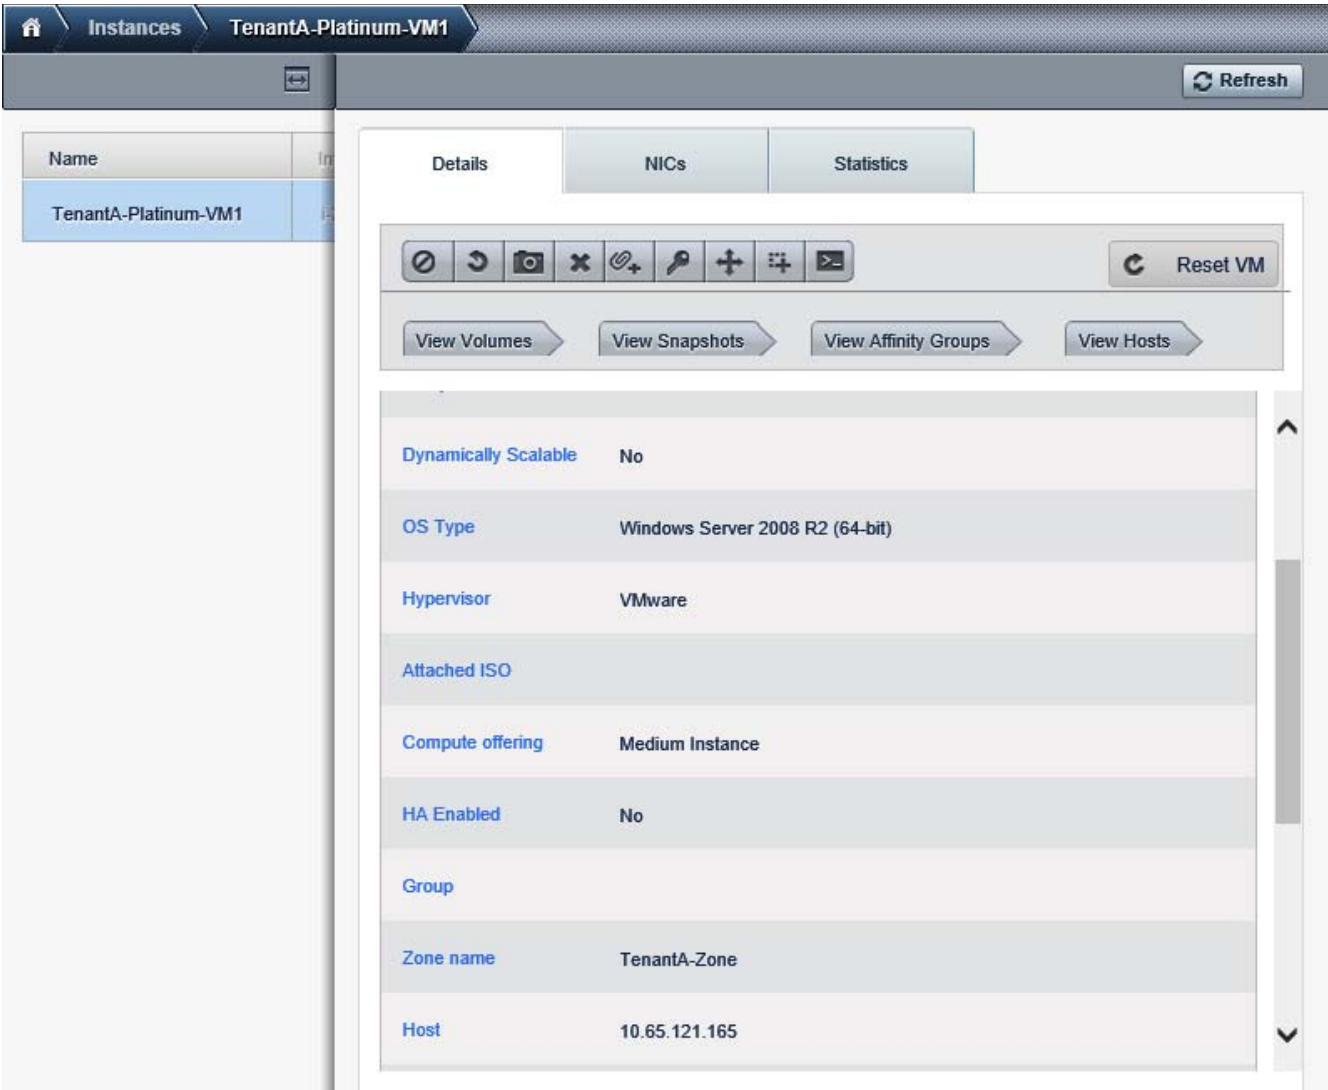 Instances TenantA-Platinum-VM1
Refresh
Name
TenantA-Platinum-VM1
Details NICs Statistics
Reset VM
View Volumes View Snapshots View Affinity Groups View Hosts
Dynamically Scalable No
OS Type Windows Server 2008 R2 (64-bit)
Hypervisor VMware
Attached ISO
Compute offering Medium Instance
HA Enabled No
Group
Zone name TenantA-Zone
Host 10.65.121.165